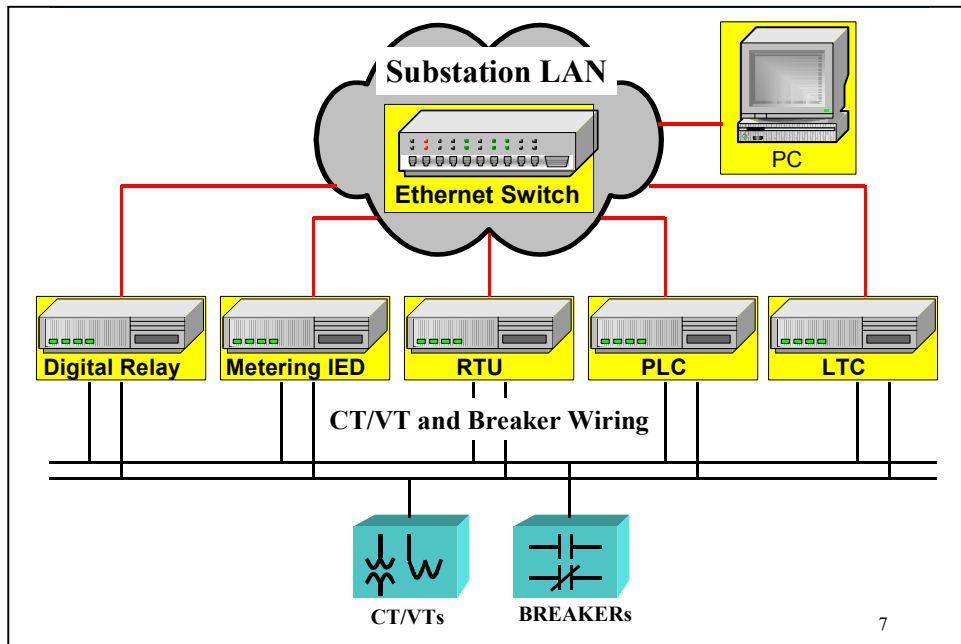 Substation LAN
Ethernet Switch
PC
Digital Relay
Metering IED
RTU
PLC
LTC
CT/VT and Breaker Wiring
CT/VTs
BREAKERs
7